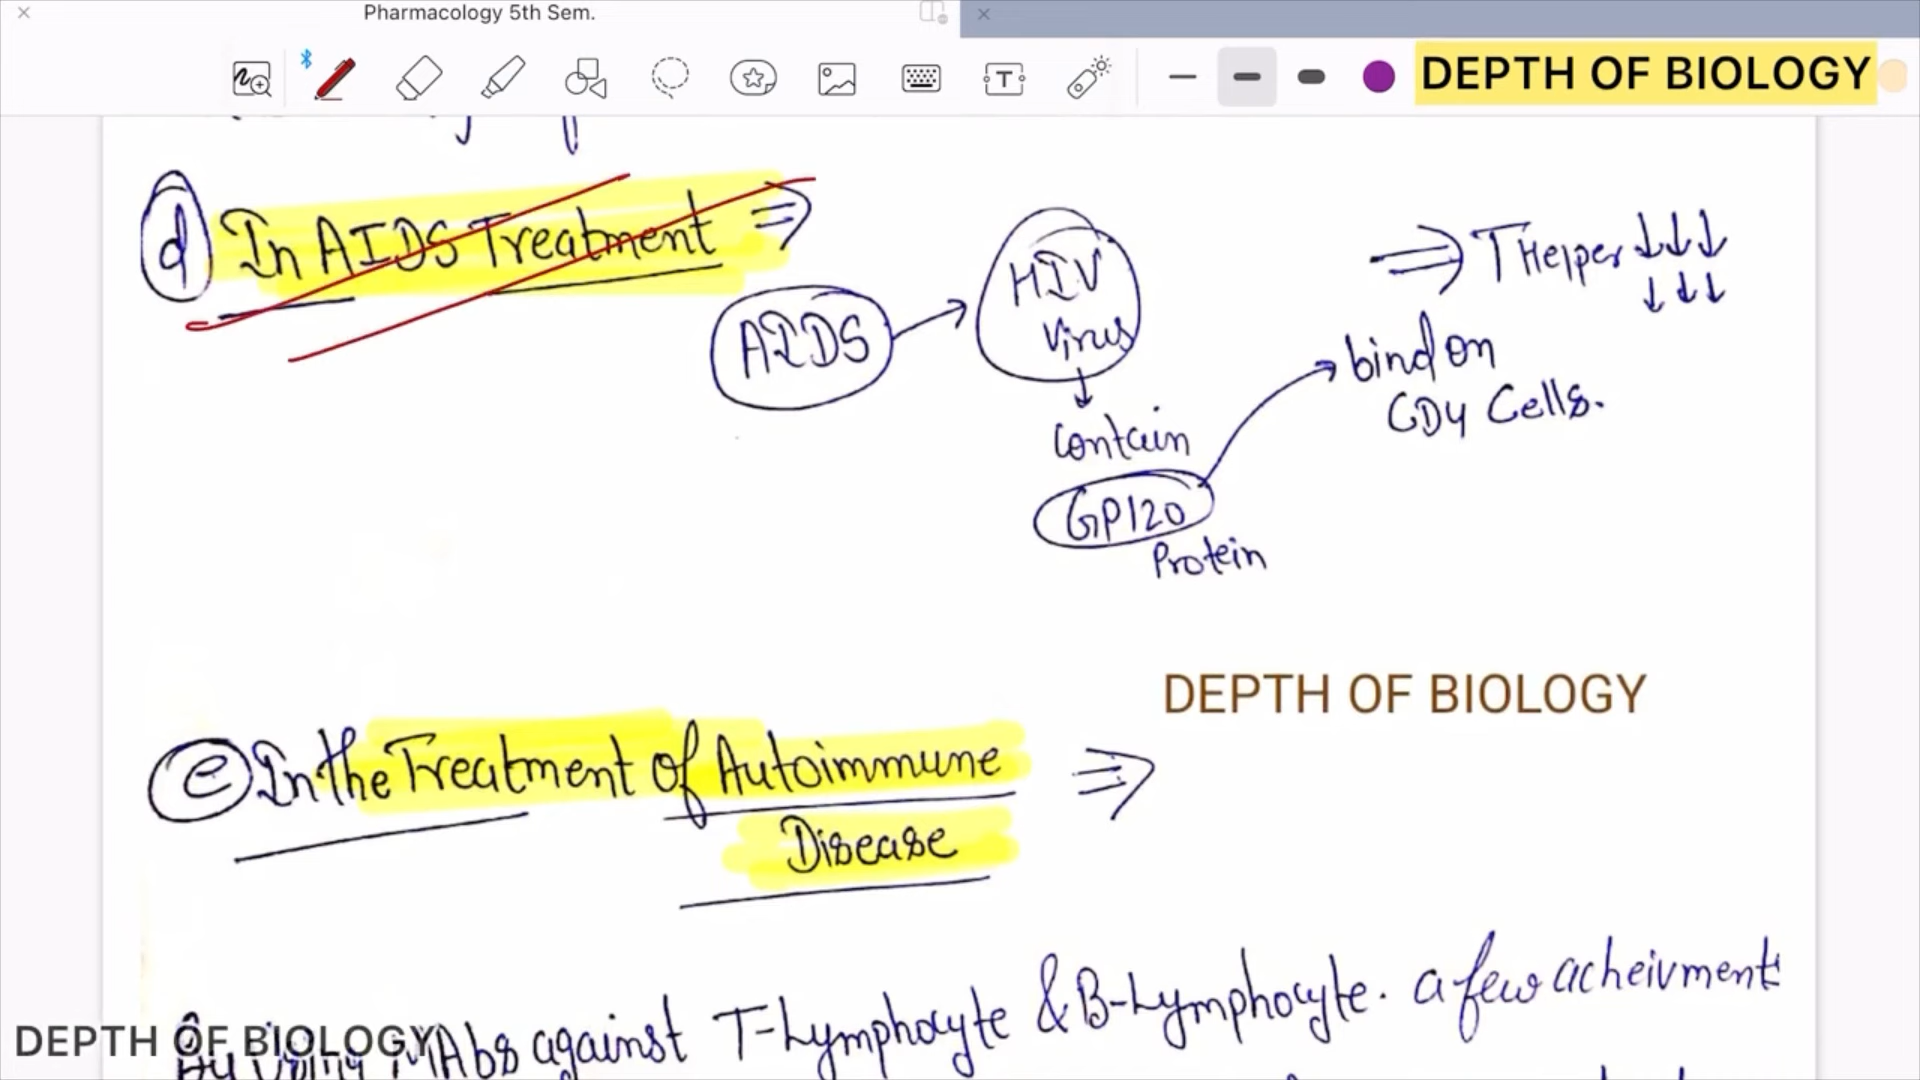 Pharmacology 5th Sem.
DEPTH OF BIOLOGY
d In AIDS Treatment ⇒
AIDS → HIV
Virus
↓
Contain
GP120
Protein
⇒ T Helper ↓↓↓
↓↓↓
bind on
CD4 Cells.
DEPTH OF BIOLOGY
e In the Treatment of Autoimmune ⇒
Disease
By using MAbs against T-Lymphocyte & B-Lymphocyte. a few acheivment
DEPTH OF BIOLOGY